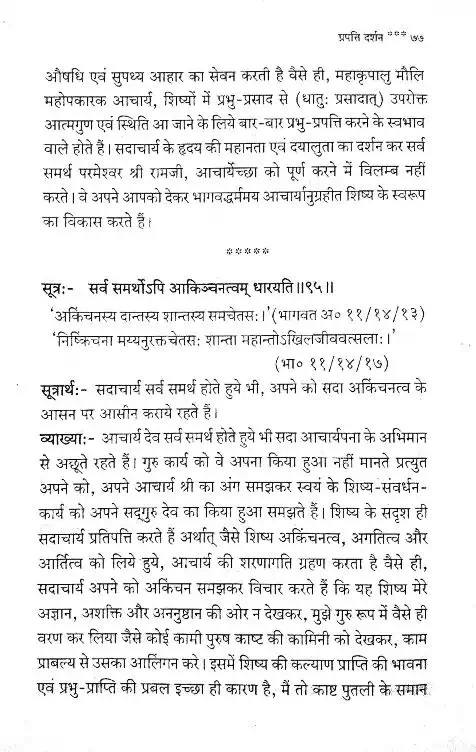 प्रपत्ति दर्शन *** ७७
औषधि एवं सुपथ्य आहार का सेवन करती है वैसे ही, महाकृपालु मौलि
महोपकारक आचार्य, शिष्यों में प्रभु-प्रसाद से (धातुः प्रसादात्) उपरोक्त
आत्मगुण एवं स्थिति आ जाने के लिये बार-बार प्रभु-प्रपत्ति करने के स्वभाव
वाले होते हैं। सदाचार्य के हृदय की महानता एवं दयालुता का दर्शन कर सर्व
समर्थ परमेश्वर श्री रामजी, आचार्येच्छा को पूर्ण करने में विलम्ब नहीं
करते। वे अपने आपको देकर भागवद्धर्ममय आचार्यानुग्रहीत शिष्य के स्वरूप
का विकास करते हैं।
*****
सूत्रः- सर्व समर्थोऽपि आकिञ्चनत्वम् धारयति॥९५॥
'अकिंचनस्य दान्तस्य शान्तस्य समचेतसः।'(भागवत अ० ११/१४/१३)
'निष्किंचना मय्यनुरक्तचेतसः शान्ता महान्तोऽखिलजीववत्सलाः।'
(भा० ११/१४/१७)
सूत्रार्थः- सदाचार्य सर्व समर्थ होते हुये भी, अपने को सदा अकिंचनत्व के
आसन पर आसीन कराये रहते हैं।
व्याख्याः- आचार्य देव सर्व समर्थ होते हुये भी सदा आचार्यपना के अभिमान
से अछूते रहते हैं। गुरु कार्य को वे अपना किया हुआ नहीं मानते प्रत्युत
अपने को, अपने आचार्य श्री का अंग समझकर स्वयं के शिष्य-संवर्धन-
कार्य को अपने सद्‌गुरु देव का किया हुआ समझते हैं। शिष्य के सदृश ही
सदाचार्य प्रतिपत्ति करते हैं अर्थात् जैसे शिष्य अकिंचनत्व, अगतित्व और
आर्तित्व को लिये हुये, आचार्य की शरणागति ग्रहण करता है वैसे ही,
सदाचार्य अपने को अकिंचन समझकर विचार करते हैं कि यह शिष्य मेरे
अज्ञान, अशक्ति और अननुष्ठान की ओर न देखकर, मुझे गुरु रूप में वैसे ही
वरण कर लिया जैसे कोई कामी पुरुष काष्ट की कामिनी को देखकर, काम
प्राबल्य से उसका आलिंगन करे। इसमें शिष्य की कल्याण प्राप्ति की भावना
एवं प्रभु-प्राप्ति की प्रबल इच्छा ही कारण है, मैं तो काष्ट पुतली के समान